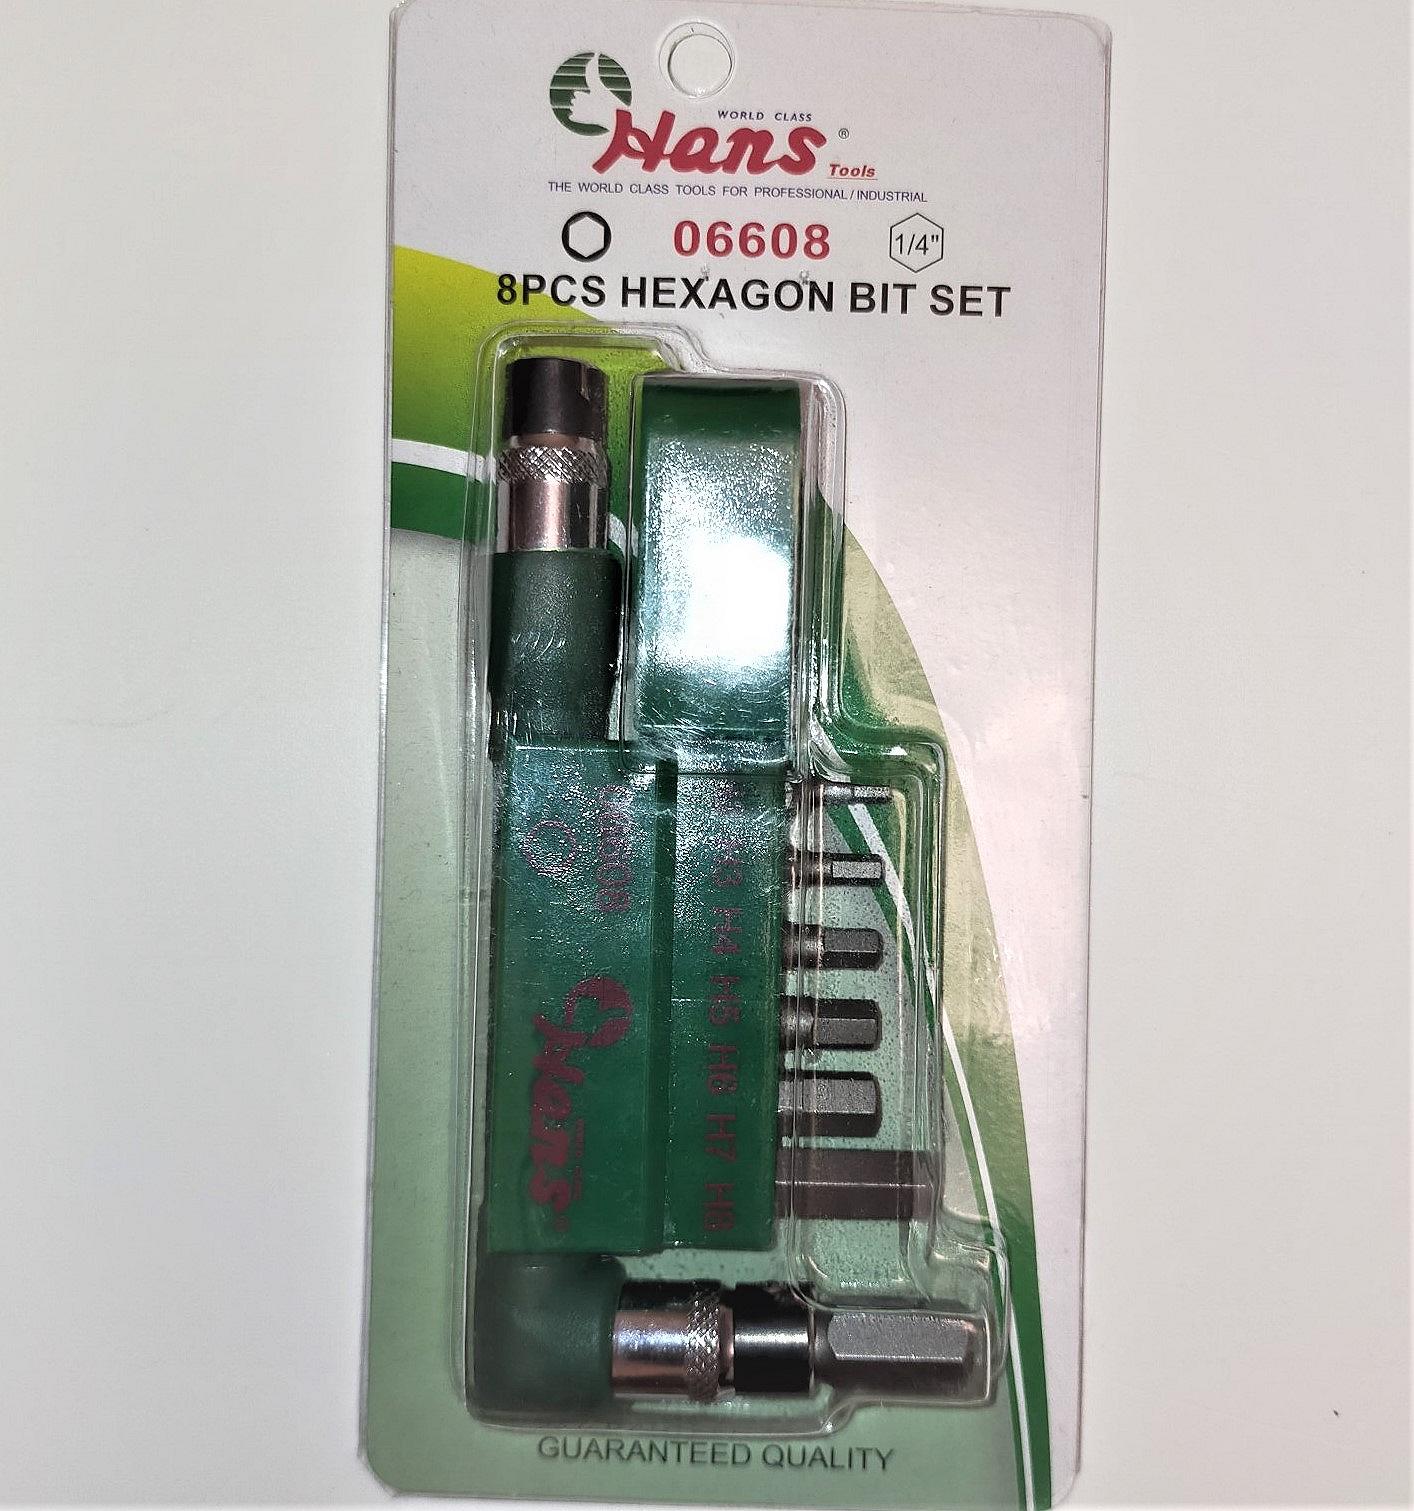 WORLD CLASS
Hans®
Tools
THE WORLD CLASS TOOLS FOR PROFESSIONAL/INDUSTRIAL
06608
1/4"
8PCS HEXAGON BIT SET
06608
H3 H4 H5 H6 H7 H8
Hans
GUARANTEED QUALITY